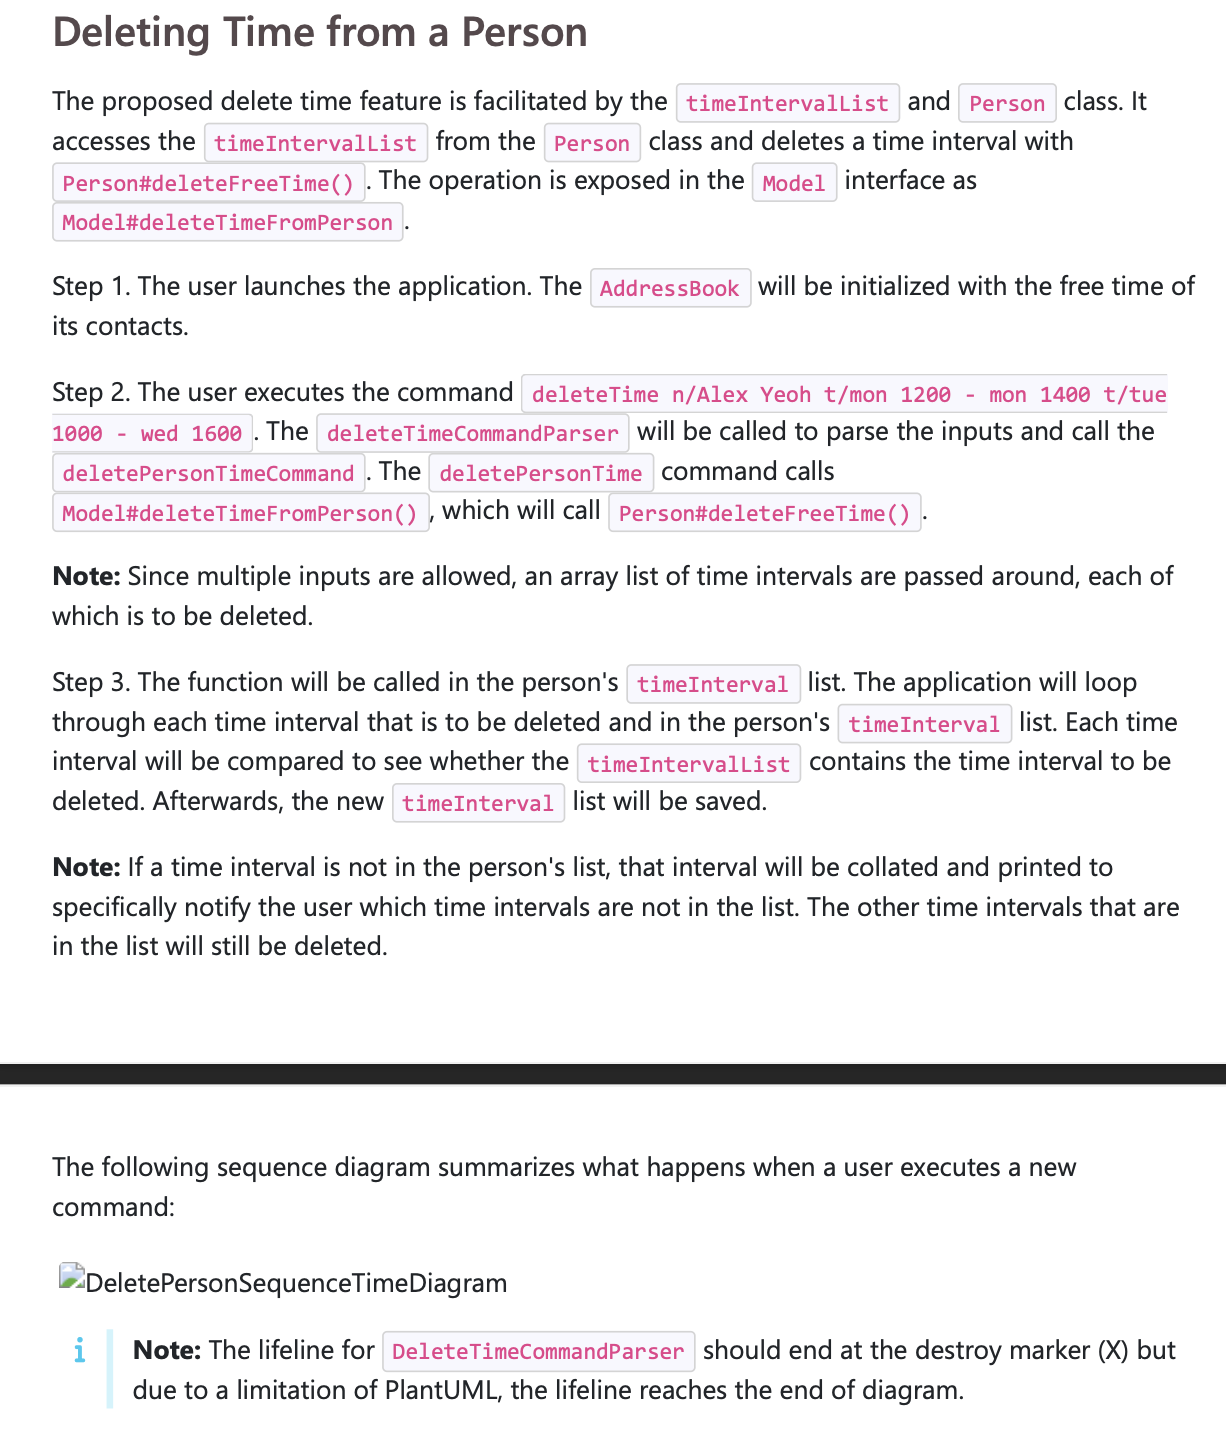 Deleting Time from a Person
The proposed delete time feature is facilitated by the timeIntervalList and Person class. It
accesses the timeIntervalList from the Person class and deletes a time interval with
Person#deleteFreeTime() . The operation is exposed in the Model interface as
Model#deleteTimeFromPerson .
Step 1. The user launches the application. The AddressBook will be initialized with the free time of
its contacts.
Step 2. The user executes the command deleteTime n/Alex Yeoh t/mon 1200 - mon 1400 t/tue
1000 - wed 1600 . The deleteTimeCommandParser will be called to parse the inputs and call the
deletePersonTimeCommand . The deletePersonTime command calls
Model#deleteTimeFromPerson() , which will call Person#deleteFreeTime() .
Note: Since multiple inputs are allowed, an array list of time intervals are passed around, each of
which is to be deleted.
Step 3. The function will be called in the person's timeInterval list. The application will loop
through each time interval that is to be deleted and in the person's timeInterval list. Each time
interval will be compared to see whether the timeIntervalList contains the time interval to be
deleted. Afterwards, the new timeInterval list will be saved.
Note: If a time interval is not in the person's list, that interval will be collated and printed to
specifically notify the user which time intervals are not in the list. The other time intervals that are
in the list will still be deleted.
The following sequence diagram summarizes what happens when a user executes a new
command:
DeletePersonSequenceTimeDiagram
Note: The lifeline for DeleteTimeCommandParser should end at the destroy marker (X) but
due to a limitation of PlantUML, the lifeline reaches the end of diagram.